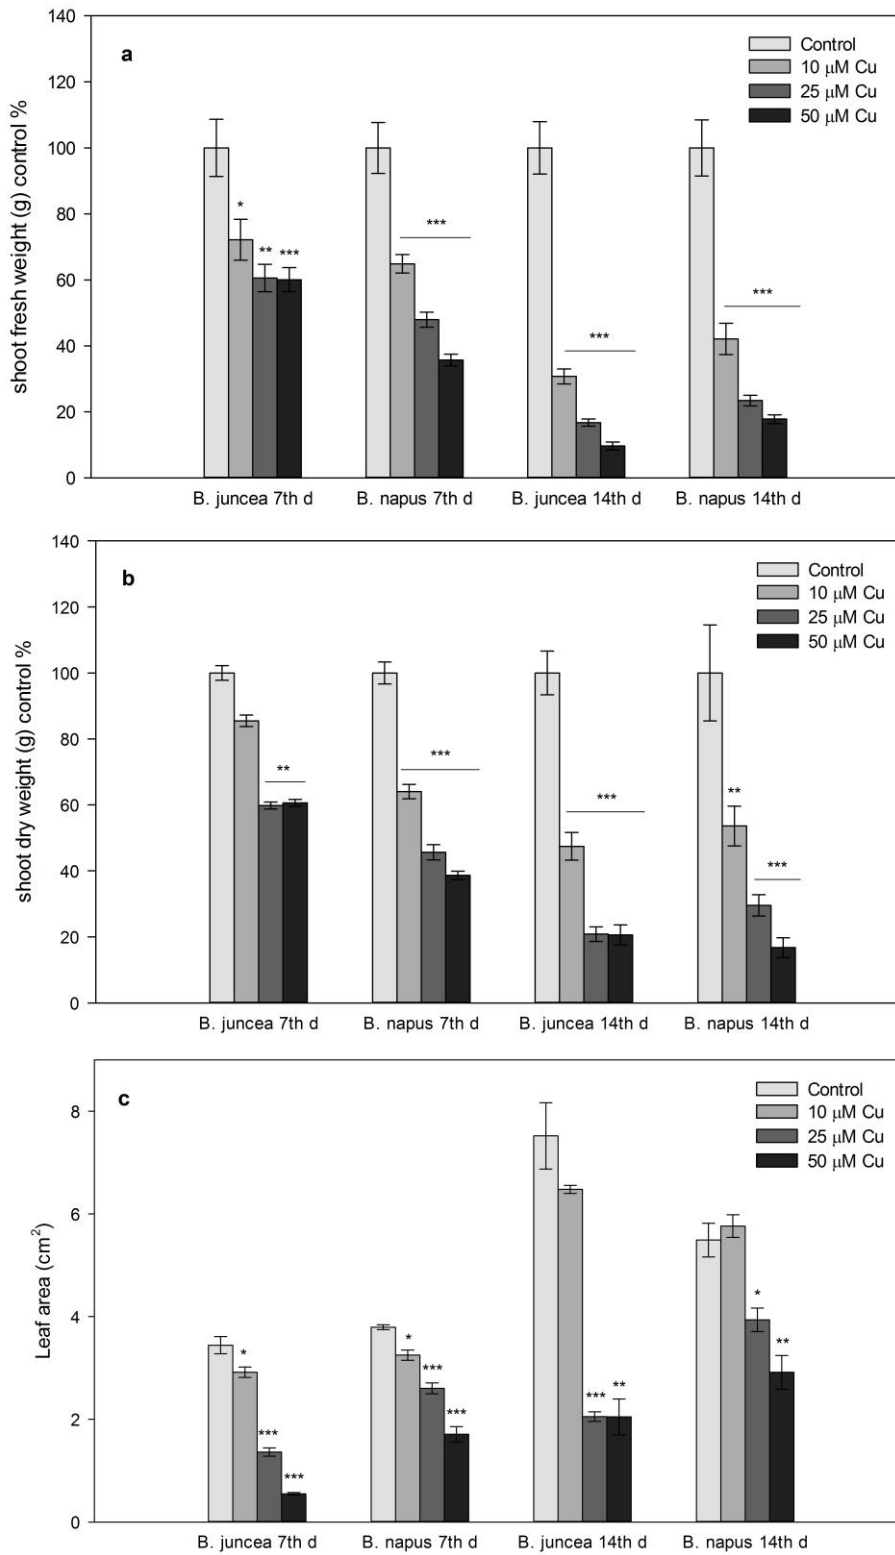 140
120
100
80
60
40
20
0
shoot fresh weight (g) control %
a
Control
10 μM Cu
25 μM Cu
50 μM Cu
*
**
***
***
***
***
B. juncea 7th d
B. napus 7th d
B. juncea 14th d
B. napus 14th d
140
120
100
80
60
40
20
0
shoot dry weight (g) control %
b
Control
10 μM Cu
25 μM Cu
50 μM Cu
**
***
***
**
***
B. juncea 7th d
B. napus 7th d
B. juncea 14th d
B. napus 14th d
8
6
4
2
0
Leaf area (cm²)
c
Control
10 μM Cu
25 μM Cu
50 μM Cu
*
***
***
*
***
***
***
**
*
**
B. juncea 7th d
B. napus 7th d
B. juncea 14th d
B. napus 14th d